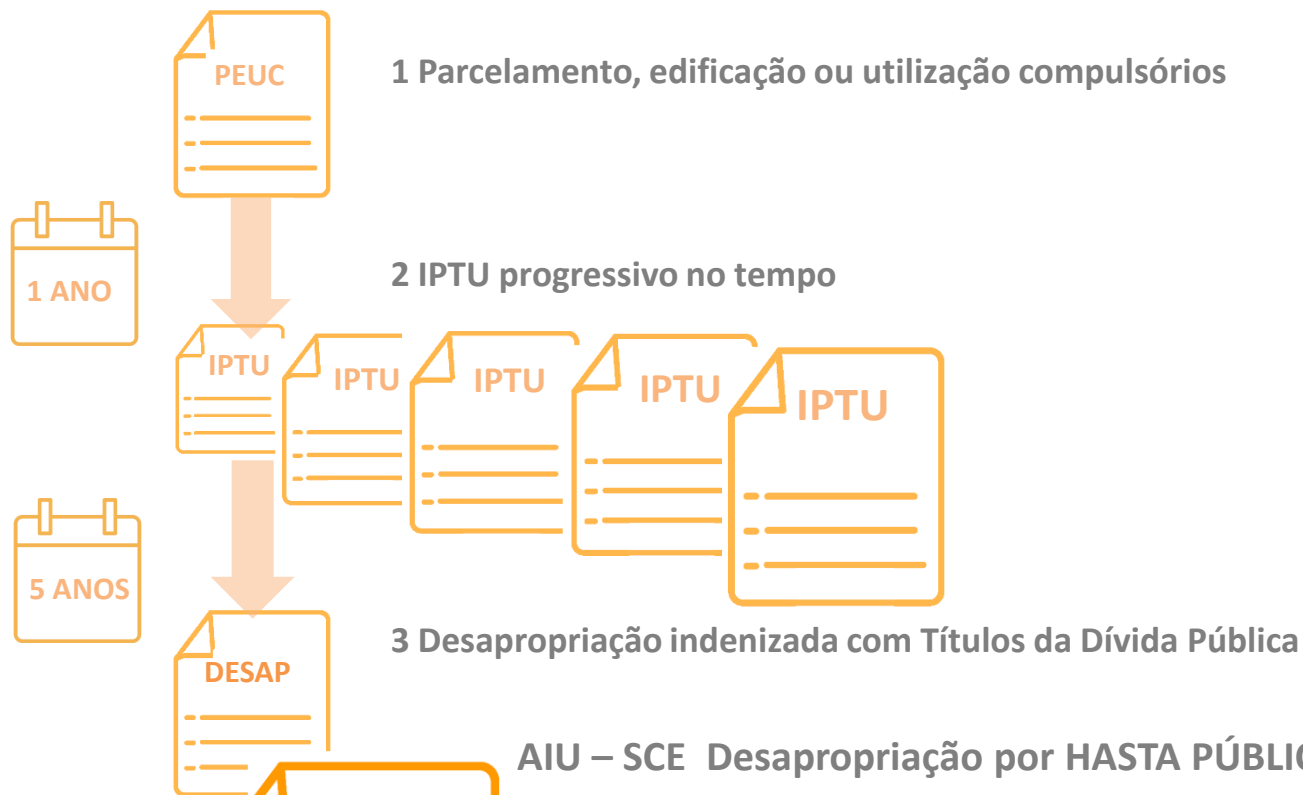 PEUC
1 Parcelamento, edificação ou utilização compulsórios
1 ANO
2 IPTU progressivo no tempo
IPTU
IPTU
IPTU
IPTU
IPTU
5 ANOS
3 Desapropriação indenizada com Títulos da Dívida Pública
DESAP
AIU – SCE Desapropriação por HASTA PÚBLIC